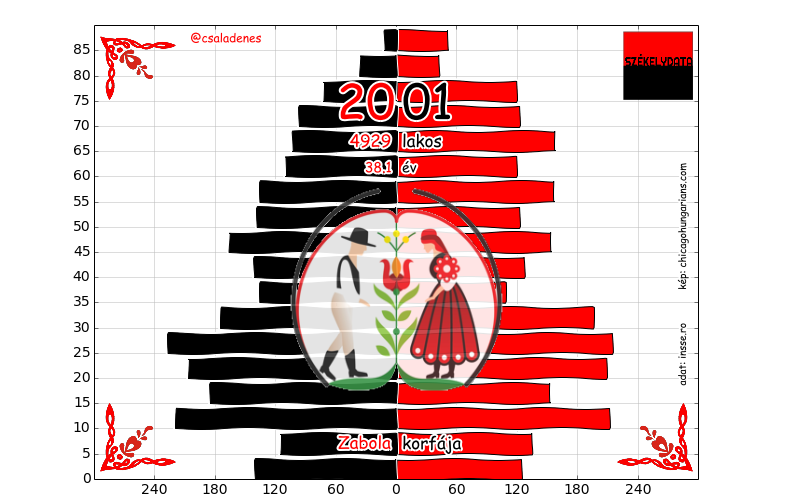 @csaladenes
SZÉKELYDATA
2001
4929 lakos
38.1 év
kép: chicagohungarians.com
adat: insse.ro
Zabola korfája
85
80
75
70
65
60
55
50
45
40
35
30
25
20
15
10
5
0
240 180 120 60 0 60 120 180 240